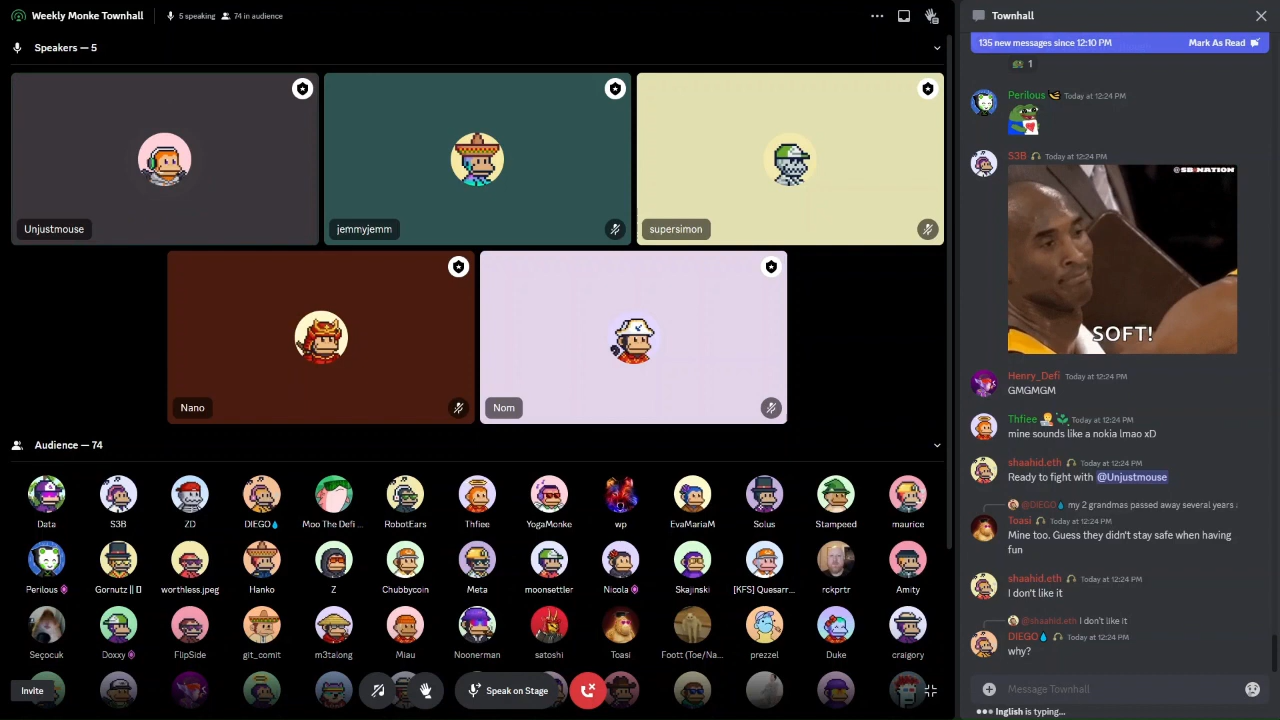 Weekly Monke Townhall
5 speaking
74 in audience
Speakers — 5
Unjustmouse
jemmyjemm
supersimon
Nano
Nom
Audience — 74
Data
S3B
ZD
DIEGO
Moo The Defi ...
RobotEars
Thfiee
YogaMonke
wp
EvaMariaM
Solus
Stampeed
maurice
Perilous
Gornutz ||
worthless.jpeg
Hanko
Z
Chubbycoin
Meta
moonsettler
Nicola
Skajinski
[KFS] Quesarr...
rckprtr
Amity
Seçocuk
Doxxy
FlipSide
git_comit
m3talong
Miau
Noonerman
satoshi
Toasi
Foott (Toe/Na...
prezzel
Duke
craigory
Invite
Speak on Stage
Townhall
135 new messages since 12:10 PM
Mark As Read
1
Perilous Today at 12:24 PM
S3B Today at 12:24 PM
@SBNATION
SOFT!
Henry_Defi Today at 12:24 PM
GMGMGM
Thfiee Today at 12:24 PM
mine sounds like a nokia lmao xD
shaahid.eth Today at 12:24 PM
Ready to fight with @Unjustmouse
@DIEGO my 2 grandmas passed away several years
Toasi Today at 12:24 PM
Mine too. Guess they didn't stay safe when having
fun
shaahid.eth Today at 12:24 PM
I don't like it
@shaahid.eth I don't like it
DIEGO Today at 12:24 PM
why?
Message Townhall
Inglish is typing...